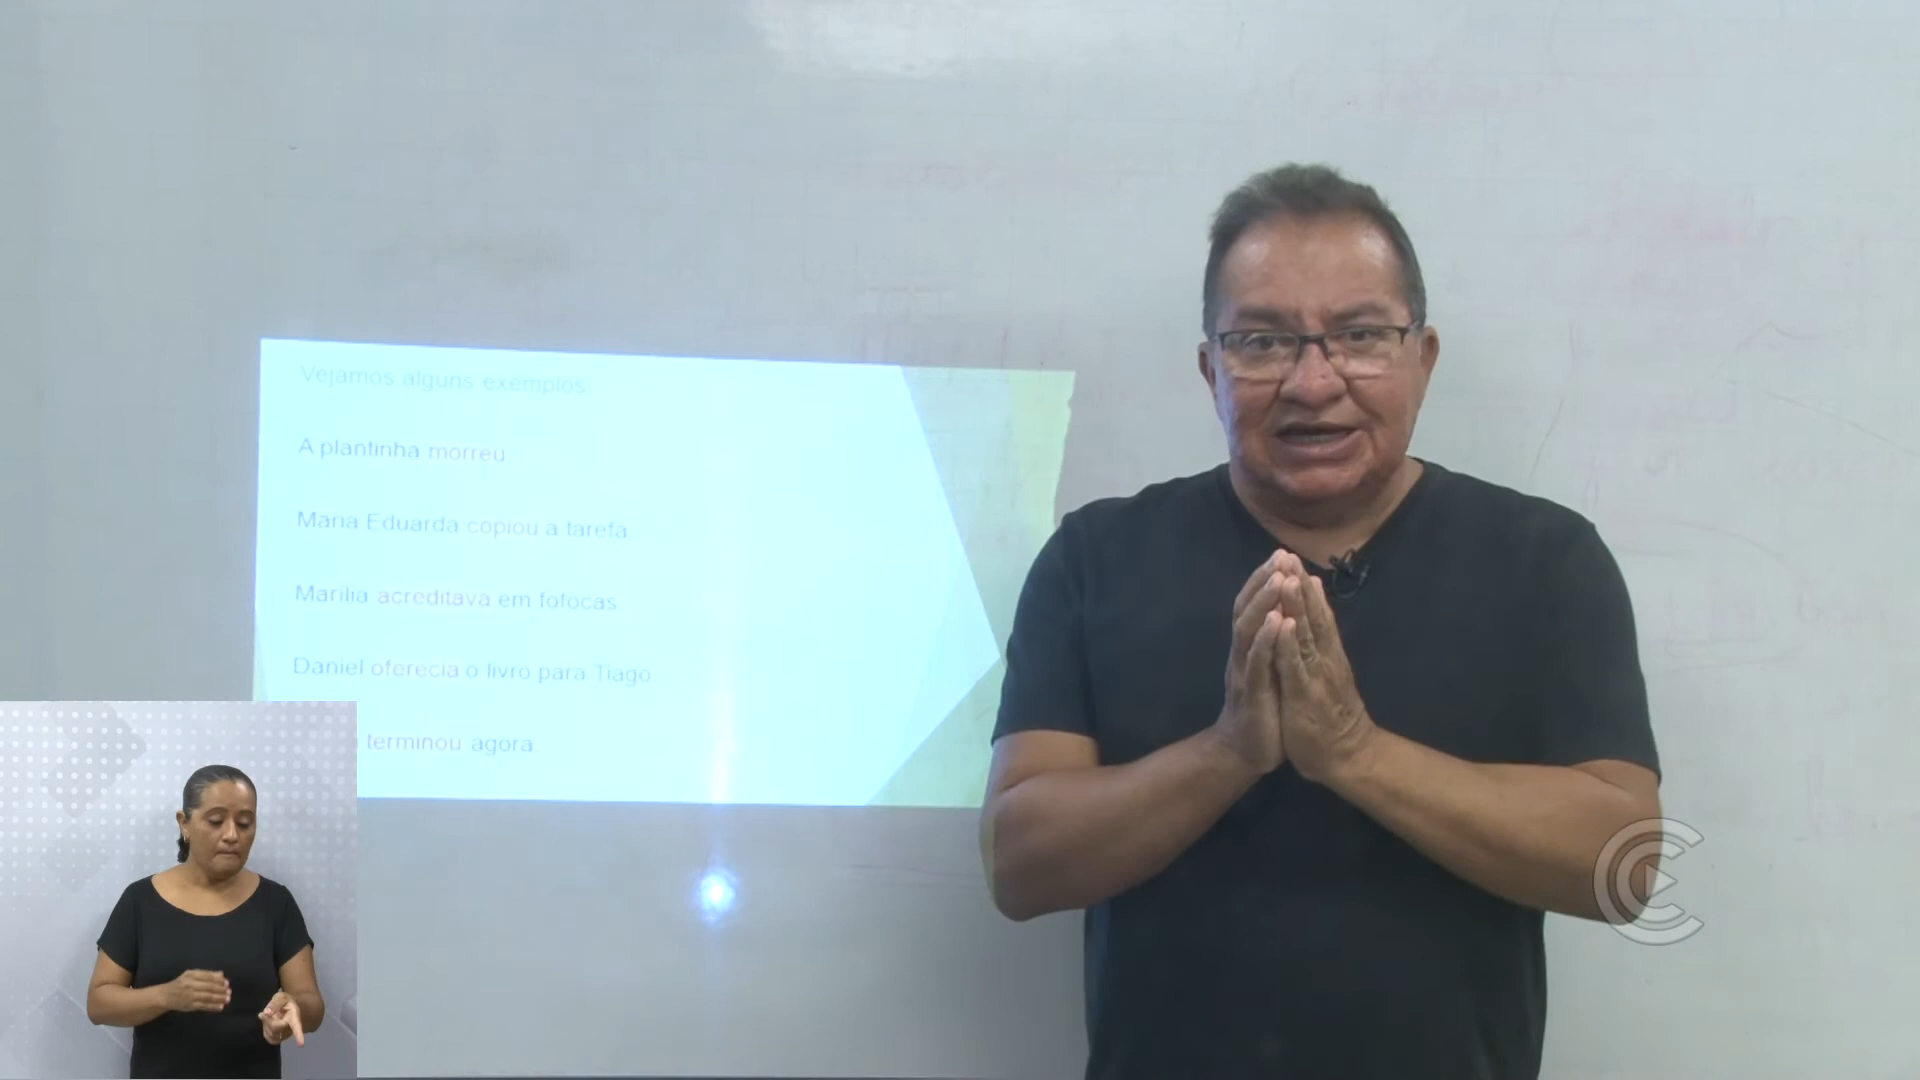 Vejamos alguns exemplos:
A plantinha morreu
Maria Eduarda copiou a tarefa
Marília acreditava em fofocas
Daniel oferecia o livro para Tiago
terminou agora